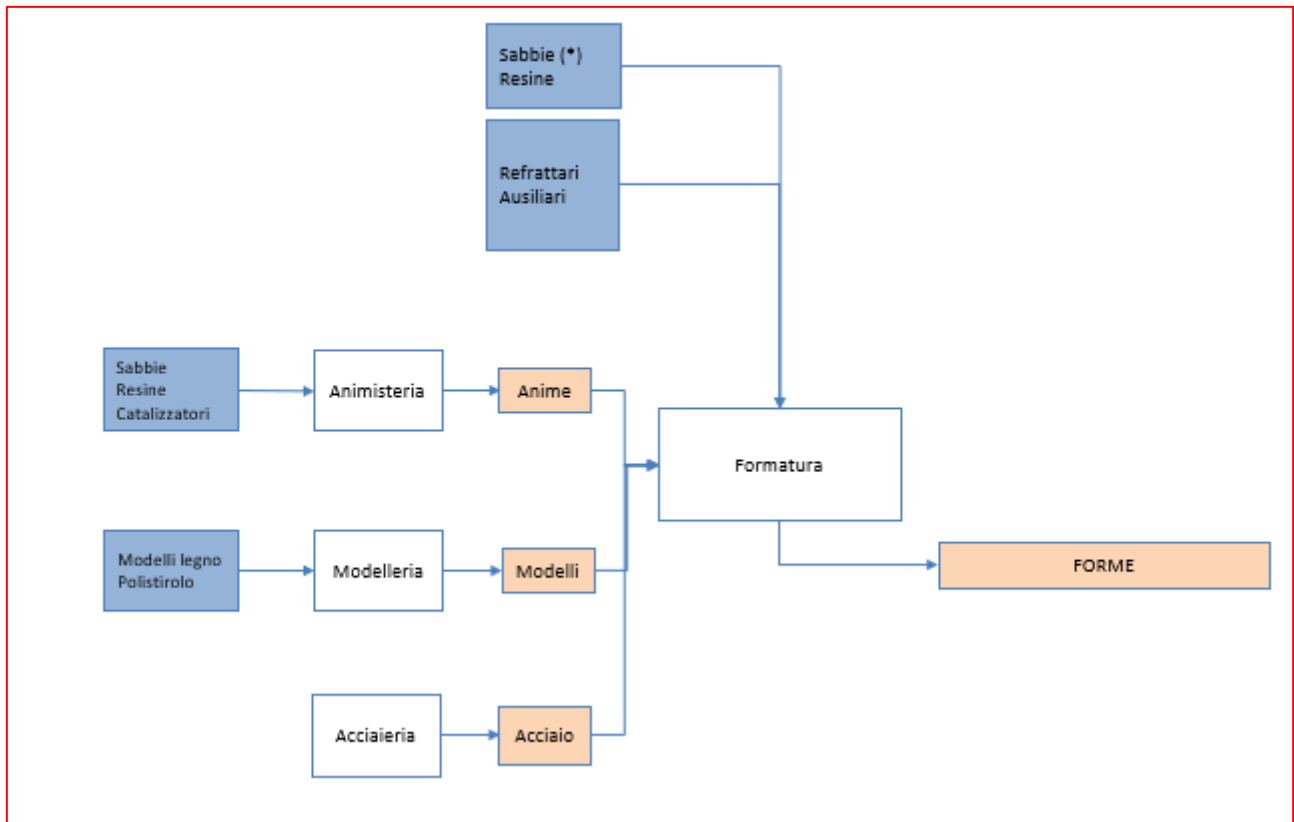 Sabbie (*)
Resine
Refrattari
Ausiliari
Sabbie
Resine
Catalizzatori
Animisteria
Anime
Formatura
Modelli legno
Polistirolo
Modelleria
Modelli
FORME
Acciaieria
Acciaio